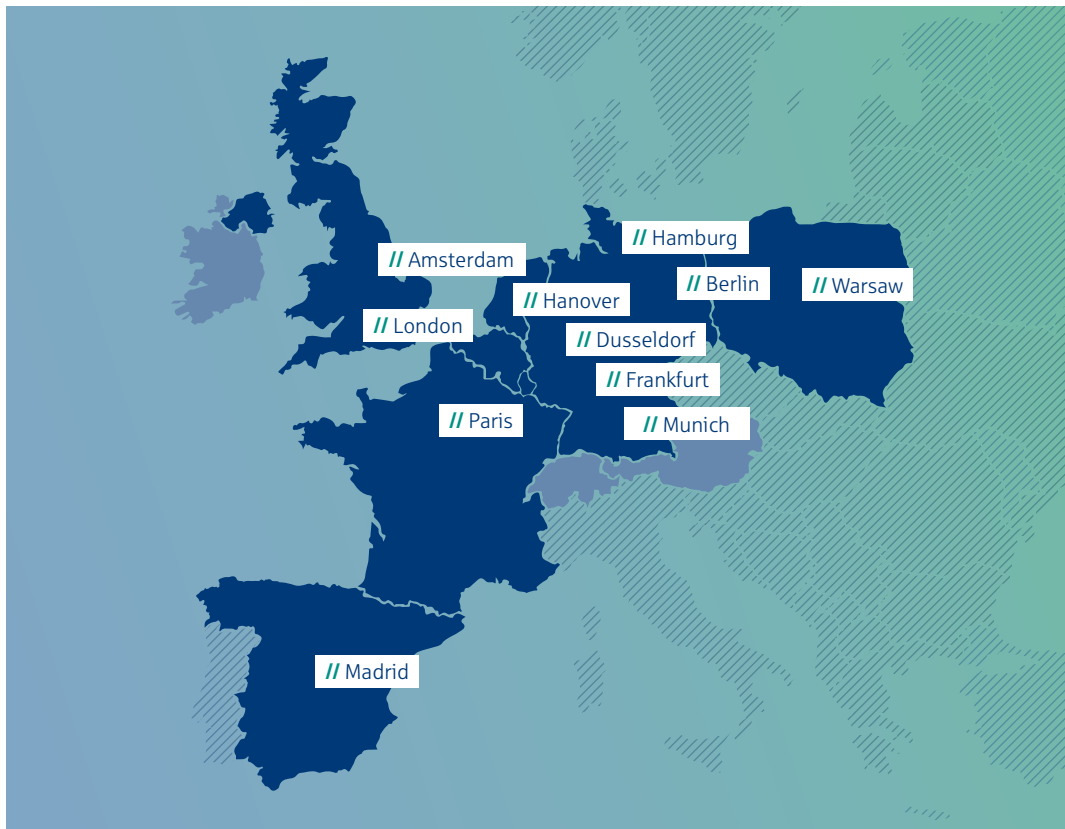 // Hamburg
// Amsterdam
// Berlin
// Warsaw
// Hanover
// London
// Dusseldorf
// Frankfurt
// Paris
// Munich
// Madrid